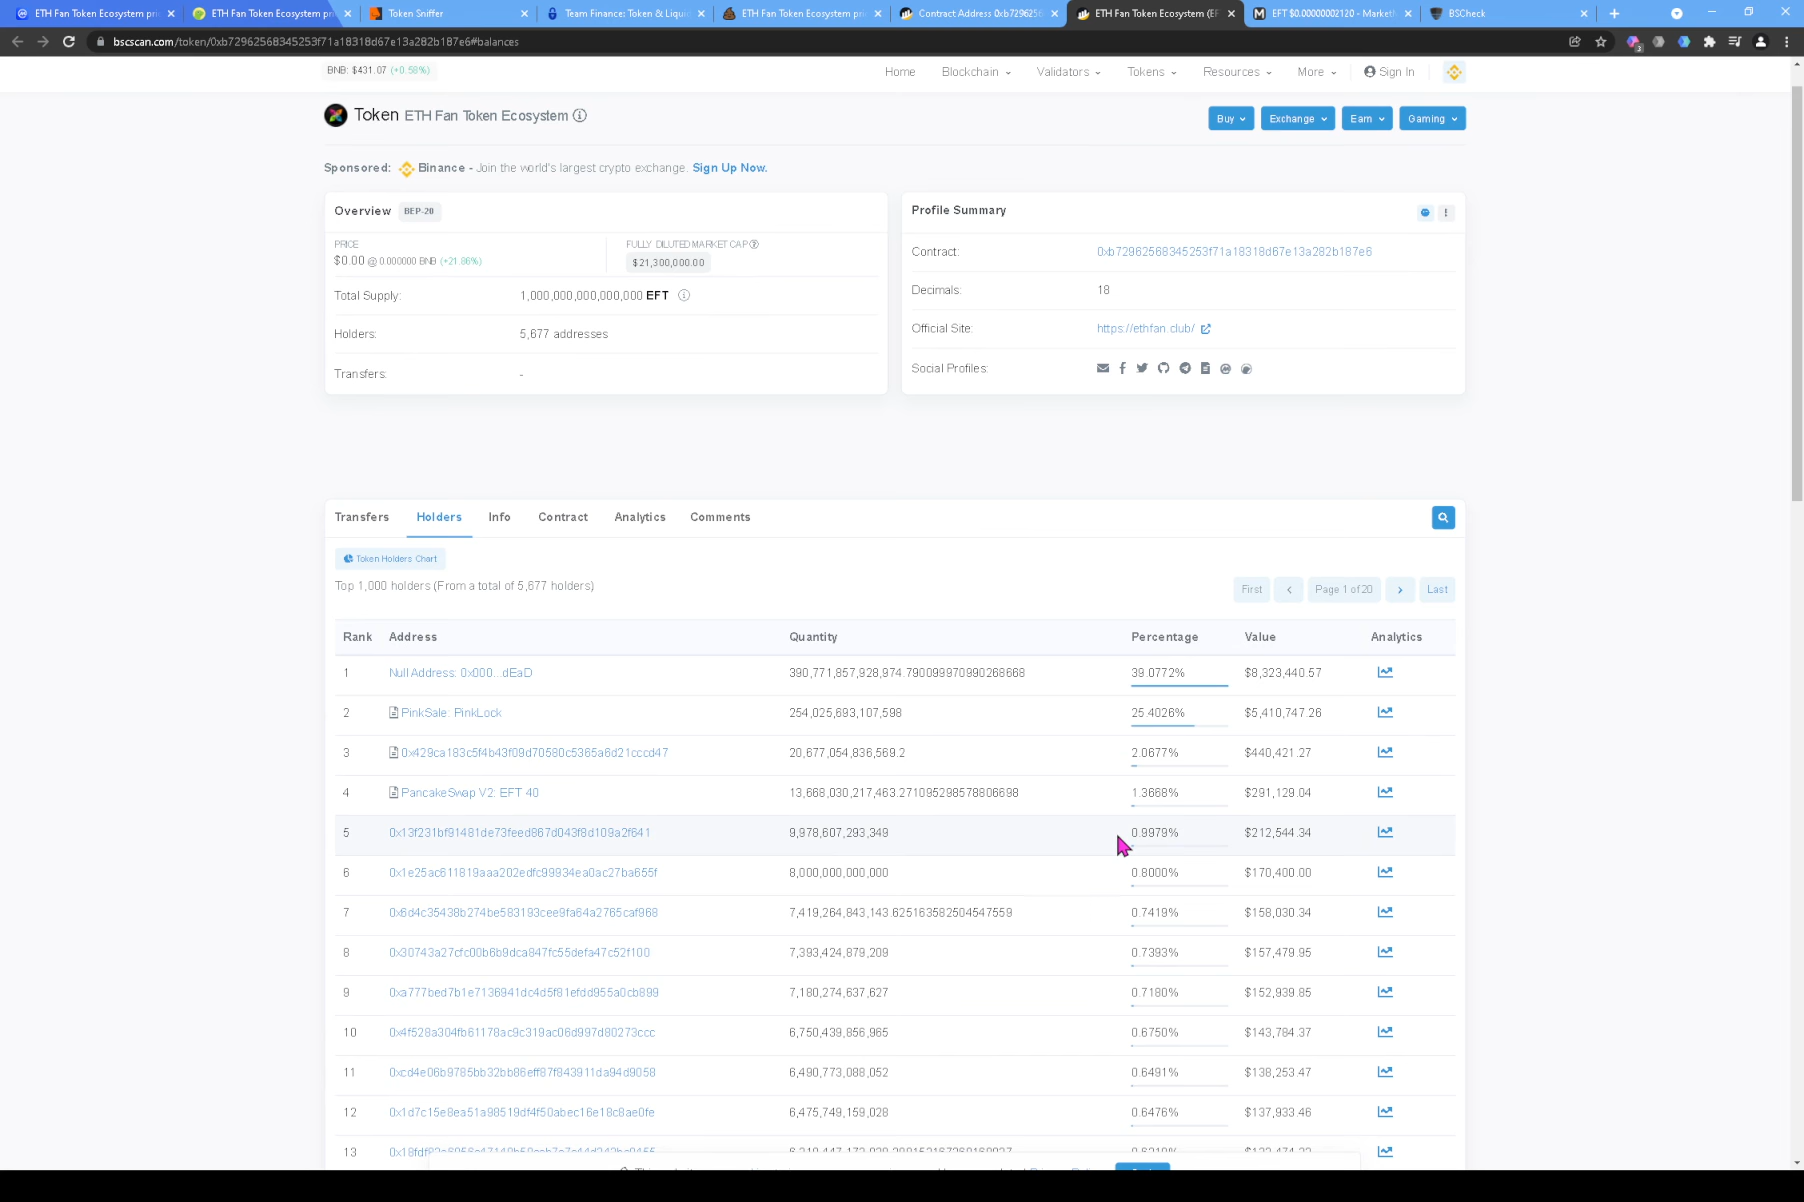 ETH Fan Token Ecosystem pri
ETH Fan Token Ecosystem pri
Token Sniffer
Team Finance: Token & Liquid
ETH Fan Token Ecosystem pri
Contract Address 0xb7296256
ETH Fan Token Ecosystem (EF
EFT $0.00000002120 - Marketh
BSCheck
bscscan.com/token/0xb72962568345253f71a18318d67e13a282b187e6#balances
3
BNB: $431.07 (+0.58%)
Home
Blockchain
Validators
Tokens
Resources
More
Sign In
Token ETH Fan Token Ecosystem
Buy
Exchange
Earn
Gaming
Sponsored: Binance - Join the world's largest crypto exchange. Sign Up Now.
Overview BEP-20
PRICE
$0.00 @ 0.000000 BNB (+21.86%)
FULLY DILUTED MARKET CAP
$21,300,000.00
Total Supply: 1,000,000,000,000,000 EFT
Holders: 5,677 addresses
Transfers: -
Profile Summary
Contract: 0xb72962568345253f71a18318d67e13a282b187e6
Decimals: 18
Official Site: https://ethfan.club/
Social Profiles:
Transfers Holders Info Contract Analytics Comments
Token Holders Chart
Top 1,000 holders (From a total of 5,677 holders)
First
Page 1 of 20
Last
Rank Address Quantity Percentage Value Analytics
1 Null Address: 0x000...dEaD 390,771,857,928,974.790099970990268668 39.0772% $8,323,440.57
2 PinkSale: PinkLock 254,025,693,107,598 25.4026% $5,410,747.26
3 0x429ca183c5f4b43f09d70580c5365a6d21cccd47 20,677,054,836,569.2 2.0677% $440,421.27
4 PancakeSwap V2: EFT 40 13,668,030,217,463.271095298578806698 1.3668% $291,129.04
5 0x13f231bf91481de73feed867d043f8d109a2f641 9,978,607,293,349 0.9979% $212,544.34
6 0x1e25ac611819aaa202edfc99934ea0ac27ba655f 8,000,000,000,000 0.8000% $170,400.00
7 0x6d4c35438b274be583193cee9fa64a2765caf968 7,419,264,843,143.625163582504547559 0.7419% $158,030.34
8 0x30743a27cfc00b6b9dca847fc55defa47c52f100 7,393,424,879,209 0.7393% $157,479.95
9 0xa777bed7b1e7136941dc4d5f81efdd955a0cb899 7,180,274,637,627 0.7180% $152,939.85
10 0x4f528a304fb61178ac9c319ac06d997d80273ccc 6,750,439,856,965 0.6750% $143,784.37
11 0xcd4e06b9785bb32bb86eff87f843911da94d9058 6,490,773,088,052 0.6491% $138,253.47
12 0x1d7c15e8ea51a98519df4f50abec16e18c8ae0fe 6,475,749,159,028 0.6476% $137,933.46
13